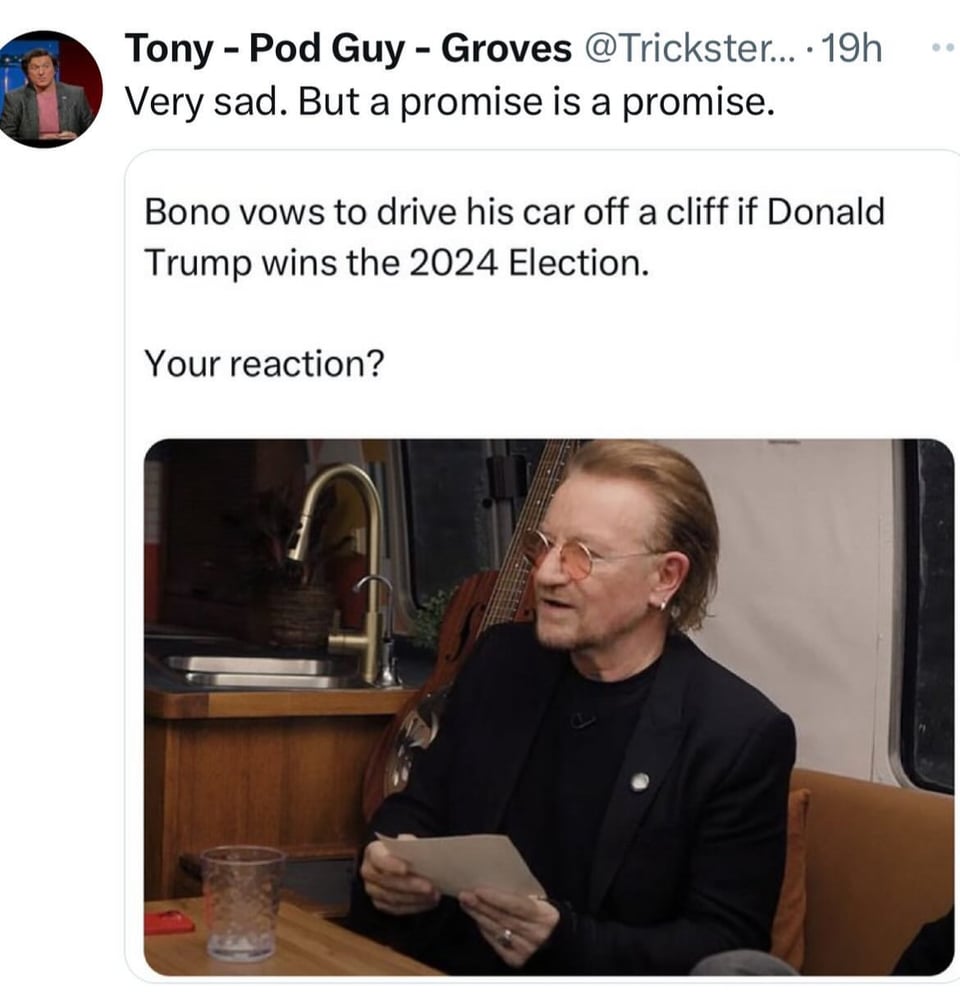 Tony - Pod Guy - Groves @Trickster... · 19h
Very sad. But a promise is a promise.
Bono vows to drive his car off a cliff if Donald
Trump wins the 2024 Election.
Your reaction?